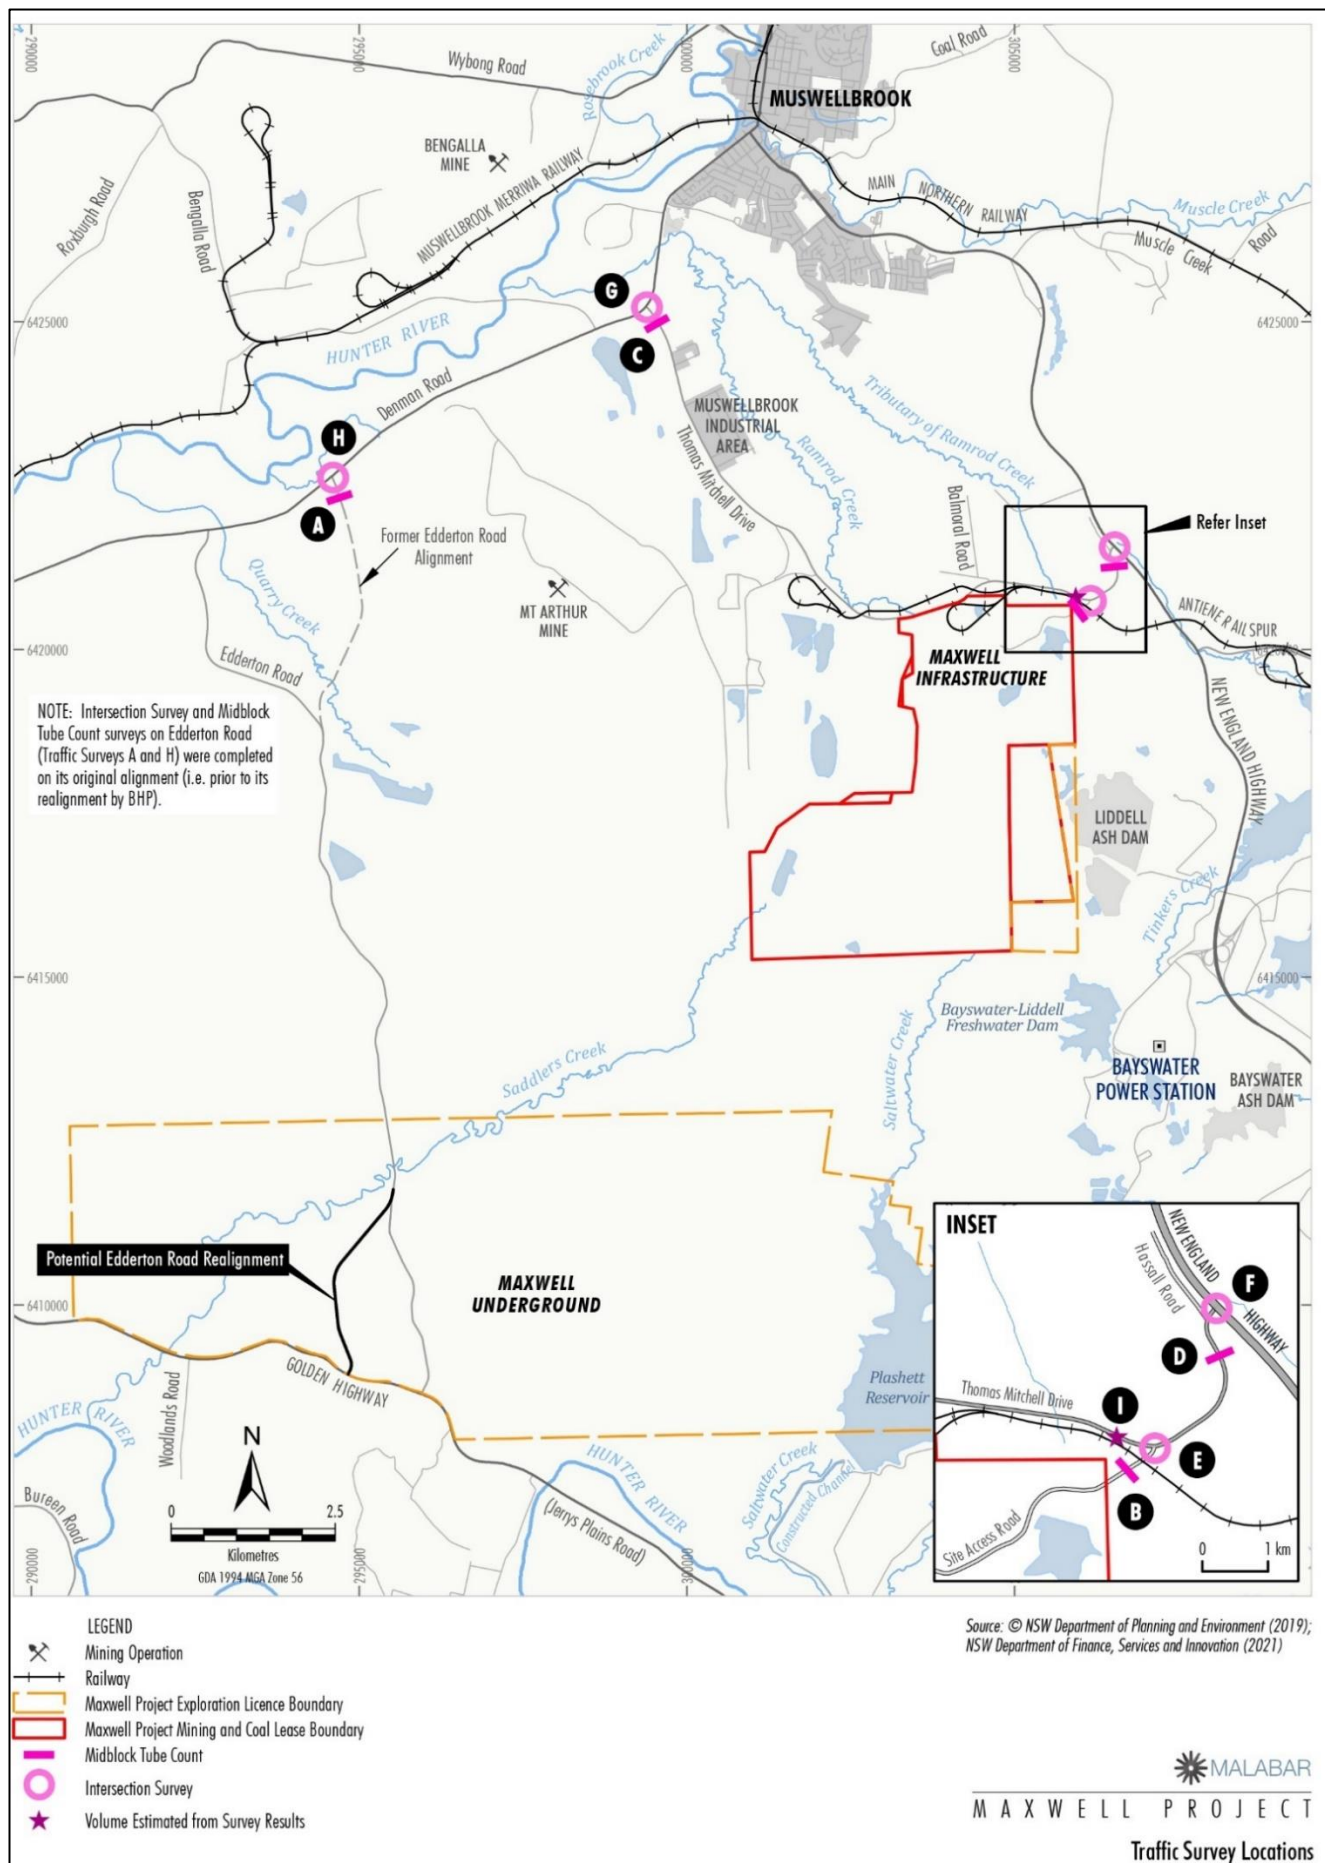 290000
295000
300000
305000
Wybong Road
Rosebrook Creek
Coal Road
MUSWELLBROOK
BENGALLA
MINE
MAIN
NORTHERN RAILWAY
Muscle Creek
Roxburgh Road
Bengalla Road
MUSWELLBROOK MERRIWA RAILWAY
Muscle Creek
Road
G
6425000
6425000
HUNTER RIVER
C
Denman Road
MUSWELLBROOK
INDUSTRIAL
AREA
Tributary of Ramrod Creek
H
Thomas Mitchell Drive
Ramrod Creek
Balmoral Road
Refer Inset
A
Former Edderton Road
Alignment
Quarry Creek
MT ARTHUR
MINE
ANTIENE RAIL SPUR
6420000
Edderton Road
MAXWELL
INFRASTRUCTURE
NEW ENGLAND HIGHWAY
NOTE: Intersection Survey and Midblock
Tube Count surveys on Edderton Road
(Traffic Surveys A and H) were completed
on its original alignment (i.e. prior to its
realignment by BHP).
LIDDELL
ASH DAM
Tinkers Creek
6415000
6415000
Bayswater-Liddell
Freshwater Dam
Saddlers Creek
Saltwater Creek
BAYSWATER
POWER STATION
BAYSWATER
ASH DAM
Potential Edderton Road Realignment
MAXWELL
UNDERGROUND
6410000
GOLDEN HIGHWAY
Woodlands Road
Plashett
Reservoir
HUNTER RIVER
N
HUNTER RIVER
Saltwater Creek
Constructed Channel
Bureen Road
(Jerrys Plains Road)
0
2.5
Kilometres
GDA 1994 MGA Zone 56
290000
295000
300000
INSET
NEW ENGLAND
HIGHWAY
Hassall Road
F
D
Thomas Mitchell Drive
I
E
B
Site Access Road
0
1 km
LEGEND
Mining Operation
Railway
Maxwell Project Exploration Licence Boundary
Maxwell Project Mining and Coal Lease Boundary
Midblock Tube Count
Intersection Survey
Volume Estimated from Survey Results
Source: © NSW Department of Planning and Environment (2019);
NSW Department of Finance, Services and Innovation (2021)
MALABAR
MAXWELL PROJECT
Traffic Survey Locations